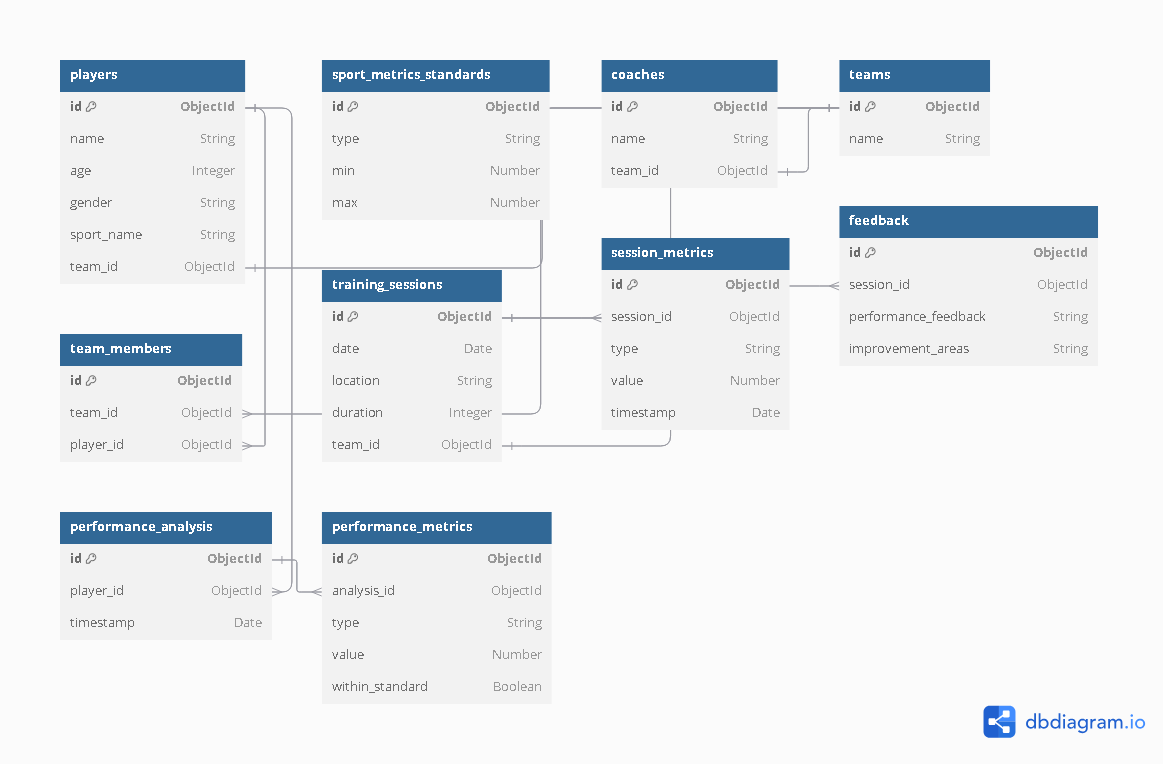 players
id ObjectId
name String
age Integer
gender String
sport_name String
team_id ObjectId
sport_metrics_standards
id ObjectId
type String
min Number
max Number
coaches
id ObjectId
name String
team_id ObjectId
teams
id ObjectId
name String
feedback
id ObjectId
session_id ObjectId
performance_feedback String
improvement_areas String
session_metrics
id ObjectId
session_id ObjectId
type String
value Number
timestamp Date
training_sessions
id ObjectId
date Date
location String
duration Integer
team_id ObjectId
team_members
id ObjectId
team_id ObjectId
player_id ObjectId
performance_analysis
id ObjectId
player_id ObjectId
timestamp Date
performance_metrics
id ObjectId
analysis_id ObjectId
type String
value Number
within_standard Boolean
dbdiagram.io